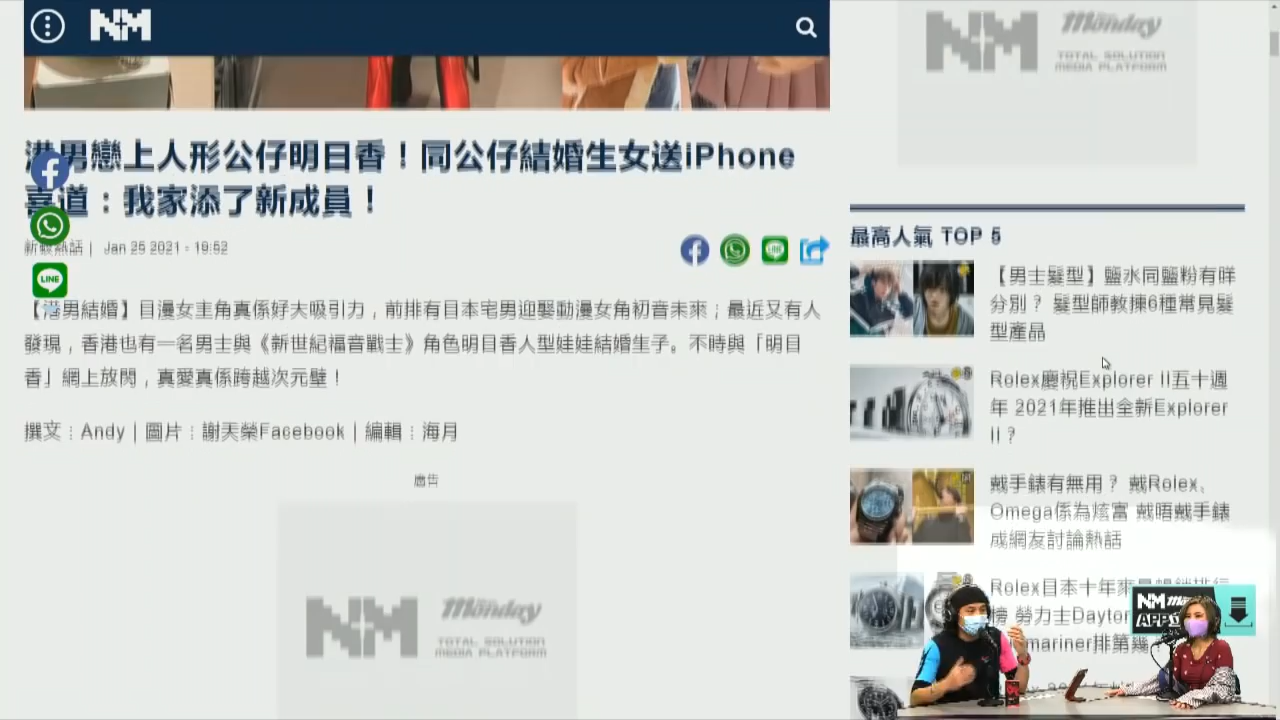 NM
Monday
TOTAL SOLUTION
MEDIA PLATFORM
港男戀上人形公仔明日香！同公仔結婚生女送iPhone
喜道：我家添了新成員！
新蚊熱話 | Jan 25 2021 · 19:52
LINE
LINE
【港男結婚】日漫女主角真係好大吸引力，前排有日本宅男迎娶動漫女角初音未來；最近又有人
發現，香港也有一名男士與《新世紀福音戰士》角色明日香人型娃娃結婚生子。不時與「明日
香」網上放閃，真愛真係跨越次元壁！
撰文：Andy｜圖片：謝天榮Facebook｜編輯：海月
廣告
NM
Monday
TOTAL SOLUTION
MEDIA PLATFORM
最高人氣 TOP 5
【男士髮型】鹽水同鹽粉有咩
分別？ 髮型師教揀6種常見髮
型產品
Rolex慶祝Explorer II五十週
年 2021年推出全新Explorer
II？
戴手錶有無用？ 戴Rolex、
Omega係為炫富 戴唔戴手錶
成網友討論熱話
Rolex日本十年來最暢銷排行
榜 勞力士Dayto
mariner排第幾？
NM
APP